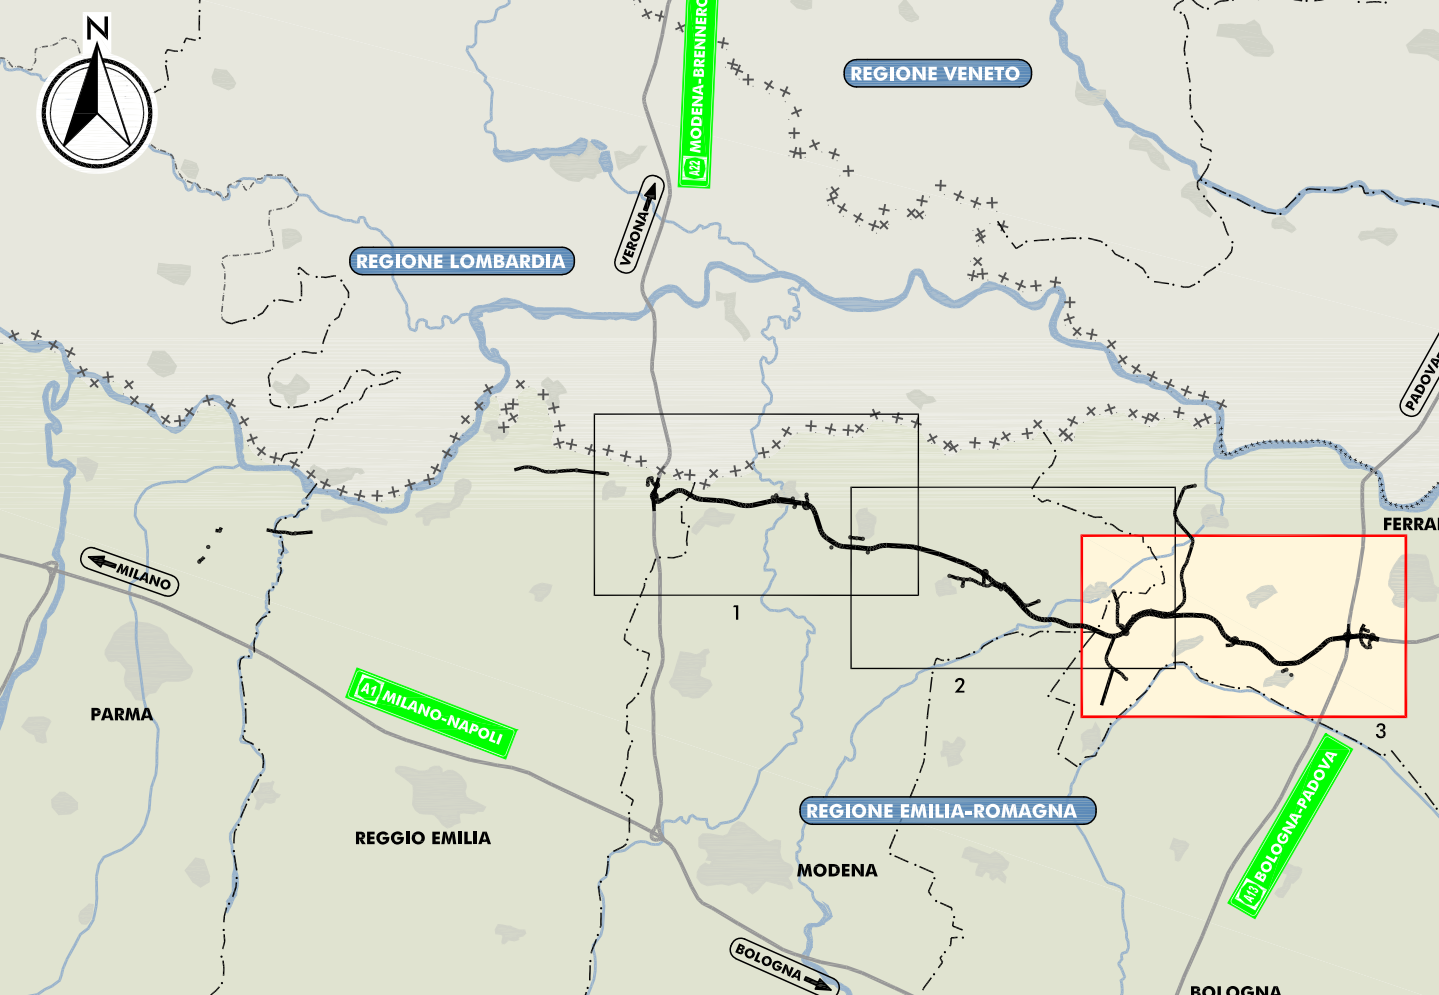 N
REGIONE VENETO
A22 MODENA-BRENNERO
VERONA
REGIONE LOMBARDIA
PADOVA
FERRA
MILANO
1
2
3
PARMA
A1 MILANO-NAPOLI
REGIONE EMILIA-ROMAGNA
A13 BOLOGNA-PADOVA
REGGIO EMILIA
MODENA
BOLOGNA
BOLOGNA